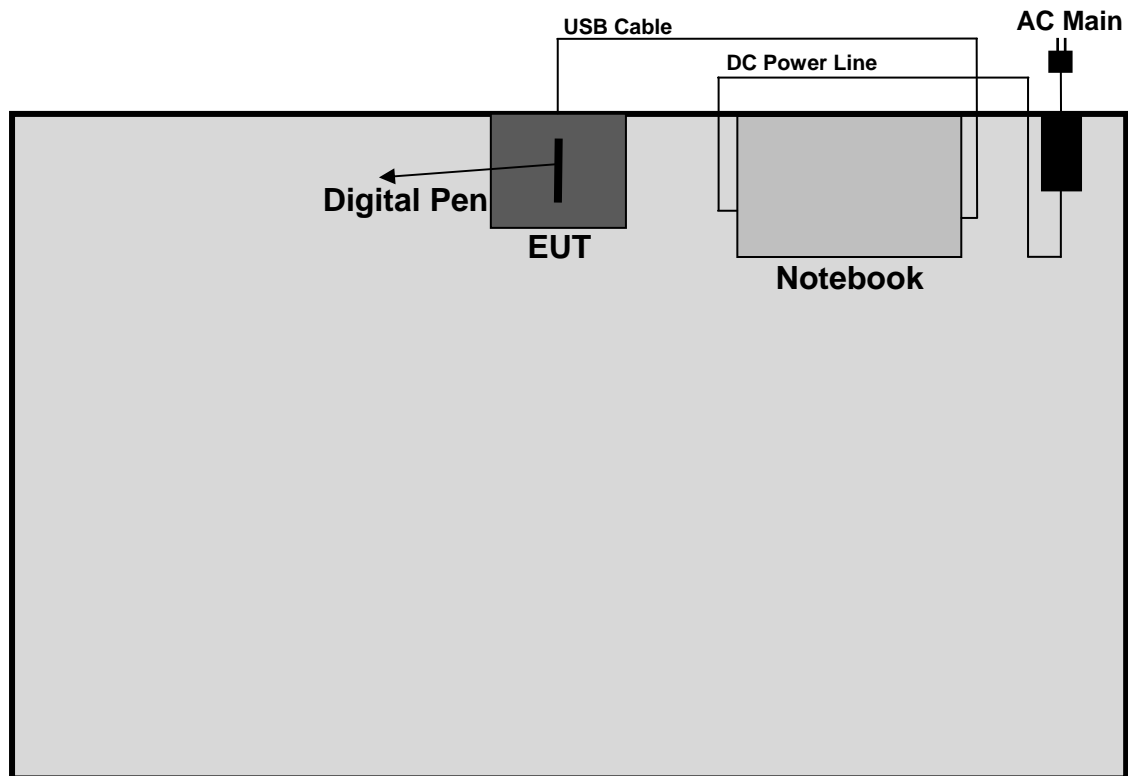 AC Main
USB Cable
DC Power Line
Digital Pen
EUT
Notebook